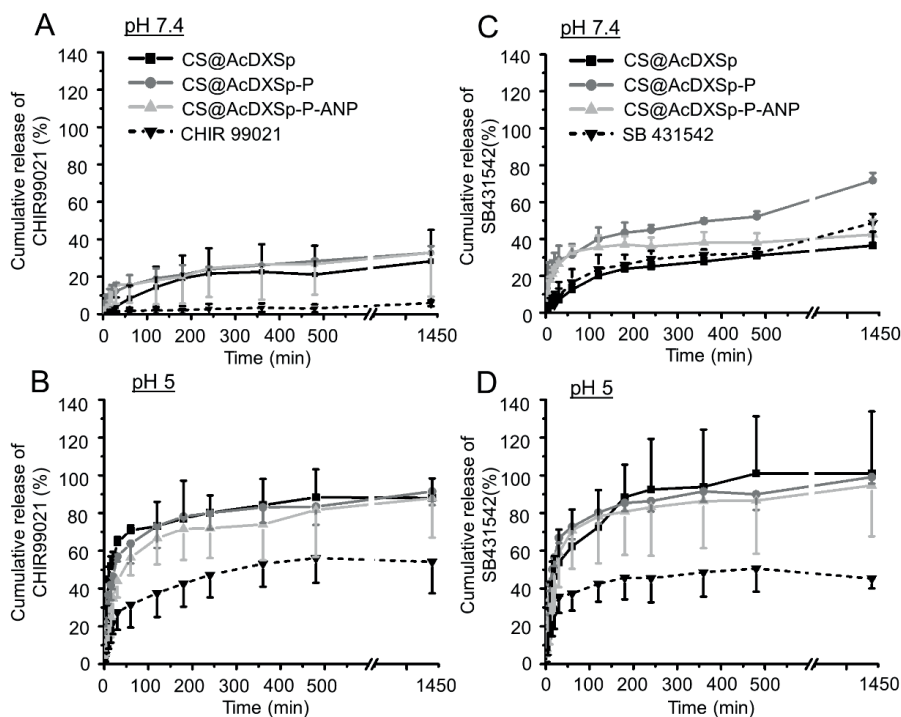 A
pH 7.4
140
120
100
80
60
40
20
0
Cumulative release of
CHIR99021 (%)
CS@AcDXSp
CS@AcDXSp-P
CS@AcDXSp-P-ANP
CHIR 99021
0 100 200 300 400 500 1450
Time (min)
C
pH 7.4
140
120
100
80
60
40
20
0
Cumulative release of
SB431542(%)
CS@AcDXSp
CS@AcDXSp-P
CS@AcDXSp-P-ANP
SB 431542
0 100 200 300 400 500 1450
Time (min)
B
pH 5
140
120
100
80
60
40
20
0
Cumulative release of
CHIR99021 (%)
0 100 200 300 400 500 1450
Time (min)
D
pH 5
140
120
100
80
60
40
20
0
Cumulative release of
SB431542(%)
0 100 200 300 400 500 1450
Time (min)